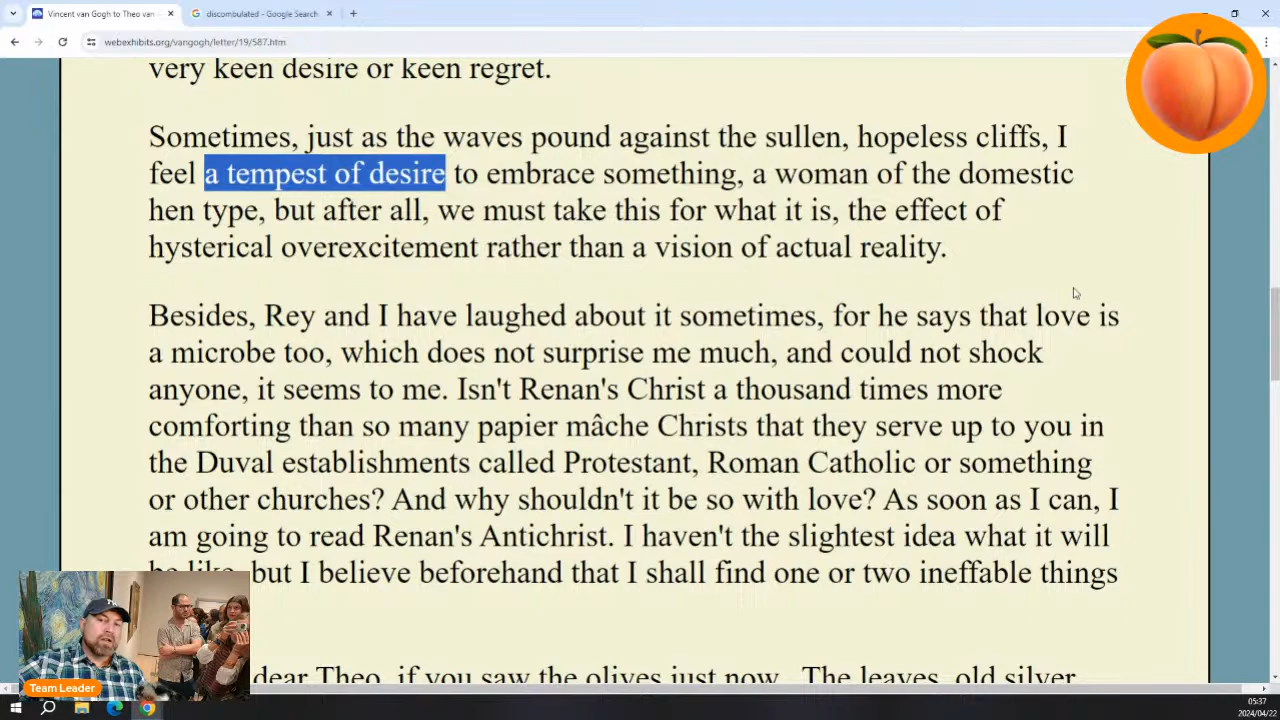 Vincent van Gogh to Theo van
discombulated - Google Search
webexhibits.org/vangogh/letter/19/587.htm
very keen desire or keen regret.
Sometimes, just as the waves pound against the sullen, hopeless cliffs, I
feel a tempest of desire to embrace something, a woman of the domestic
hen type, but after all, we must take this for what it is, the effect of
hysterical overexcitement rather than a vision of actual reality.
Besides, Rey and I have laughed about it sometimes, for he says that love is
a microbe too, which does not surprise me much, and could not shock
anyone, it seems to me. Isn't Renan's Christ a thousand times more
comforting than so many papier mâche Christs that they serve up to you in
the Duval establishments called Protestant, Roman Catholic or something
or other churches? And why shouldn't it be so with love? As soon as I can, I
am going to read Renan's Antichrist. I haven't the slightest idea what it will
be like, but I believe beforehand that I shall find one or two ineffable things
dear Theo, if you saw the olives just now...The leaves, old silver
Team Leader
05:37
2024/04/22